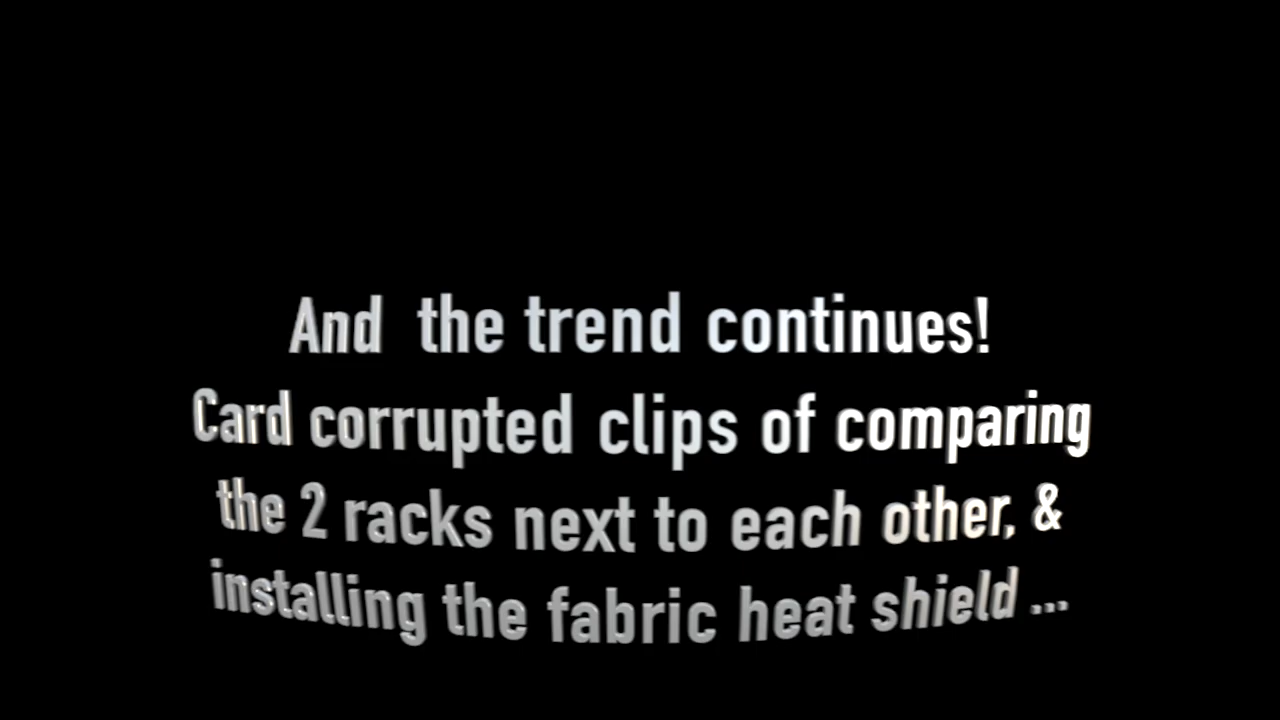 And the trend continues!
Card corrupted clips of comparing
the 2 racks next to each other, &
installing the fabric heat shield ...